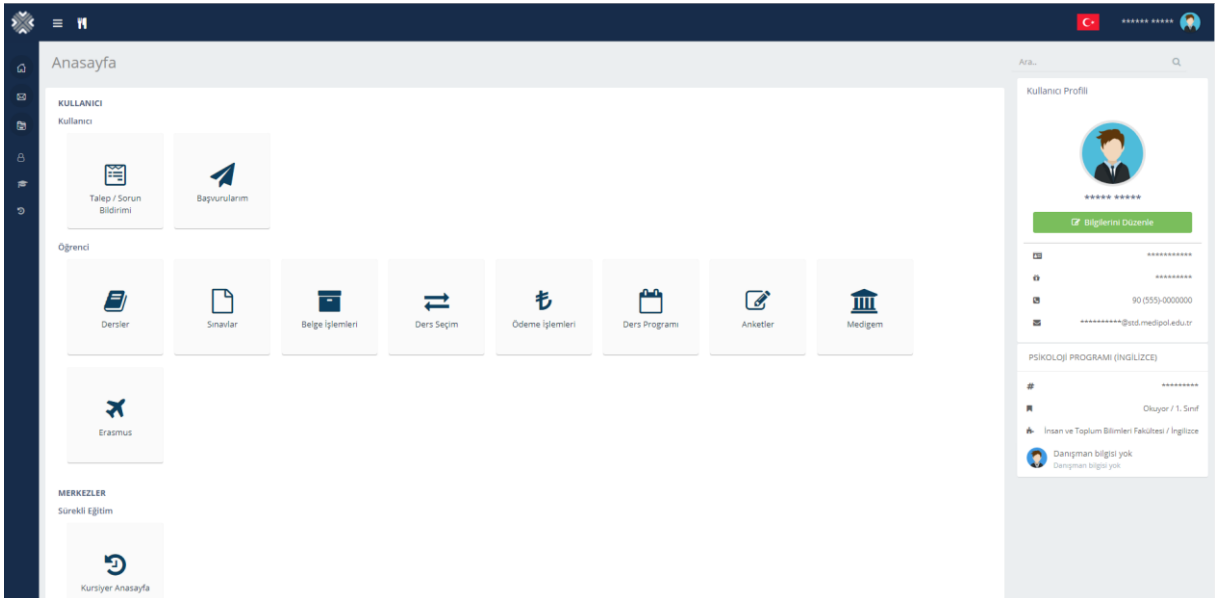 ****** *****
Anasayfa
Ara...
KULLANICI
Kullanıcı
Talep / Sorun
Bildirimi
Başvurularım
Öğrenci
Dersler
Sınavlar
Belge İşlemleri
Ders Seçim
Ödeme İşlemleri
Ders Programı
Anketler
Medigem
Erasmus
MERKEZLER
Sürekli Eğitim
Kursiyer Anasayfa
Kullanıcı Profili
***** *****
Bilgilerini Düzenle
***********
*********
90 (555)-0000000
**********@std.medipol.edu.tr
PSİKOLOJİ PROGRAMI (İNGİLİZCE)
#
*********
Okuyor / 1. Sınıf
İnsan ve Toplum Bilimleri Fakültesi / İngilizce
Danışman bilgisi yok
Danışman bilgisi yok